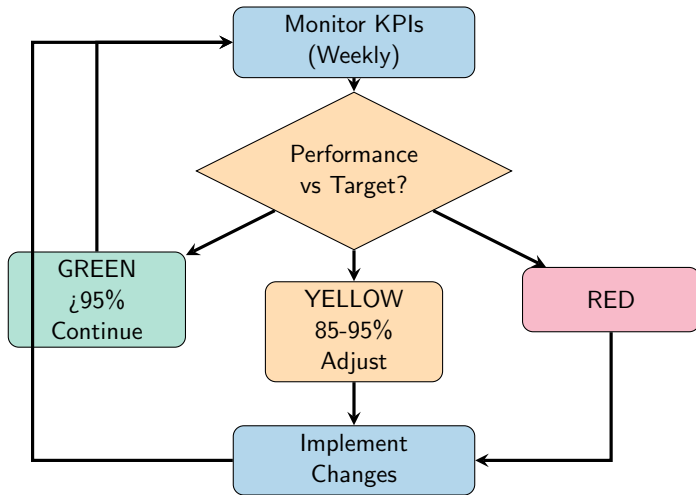 Monitor KPIs
(Weekly)
Performance
vs Target?
GREEN
¿95%
Continue
YELLOW
85-95%
Adjust
RED
Implement
Changes